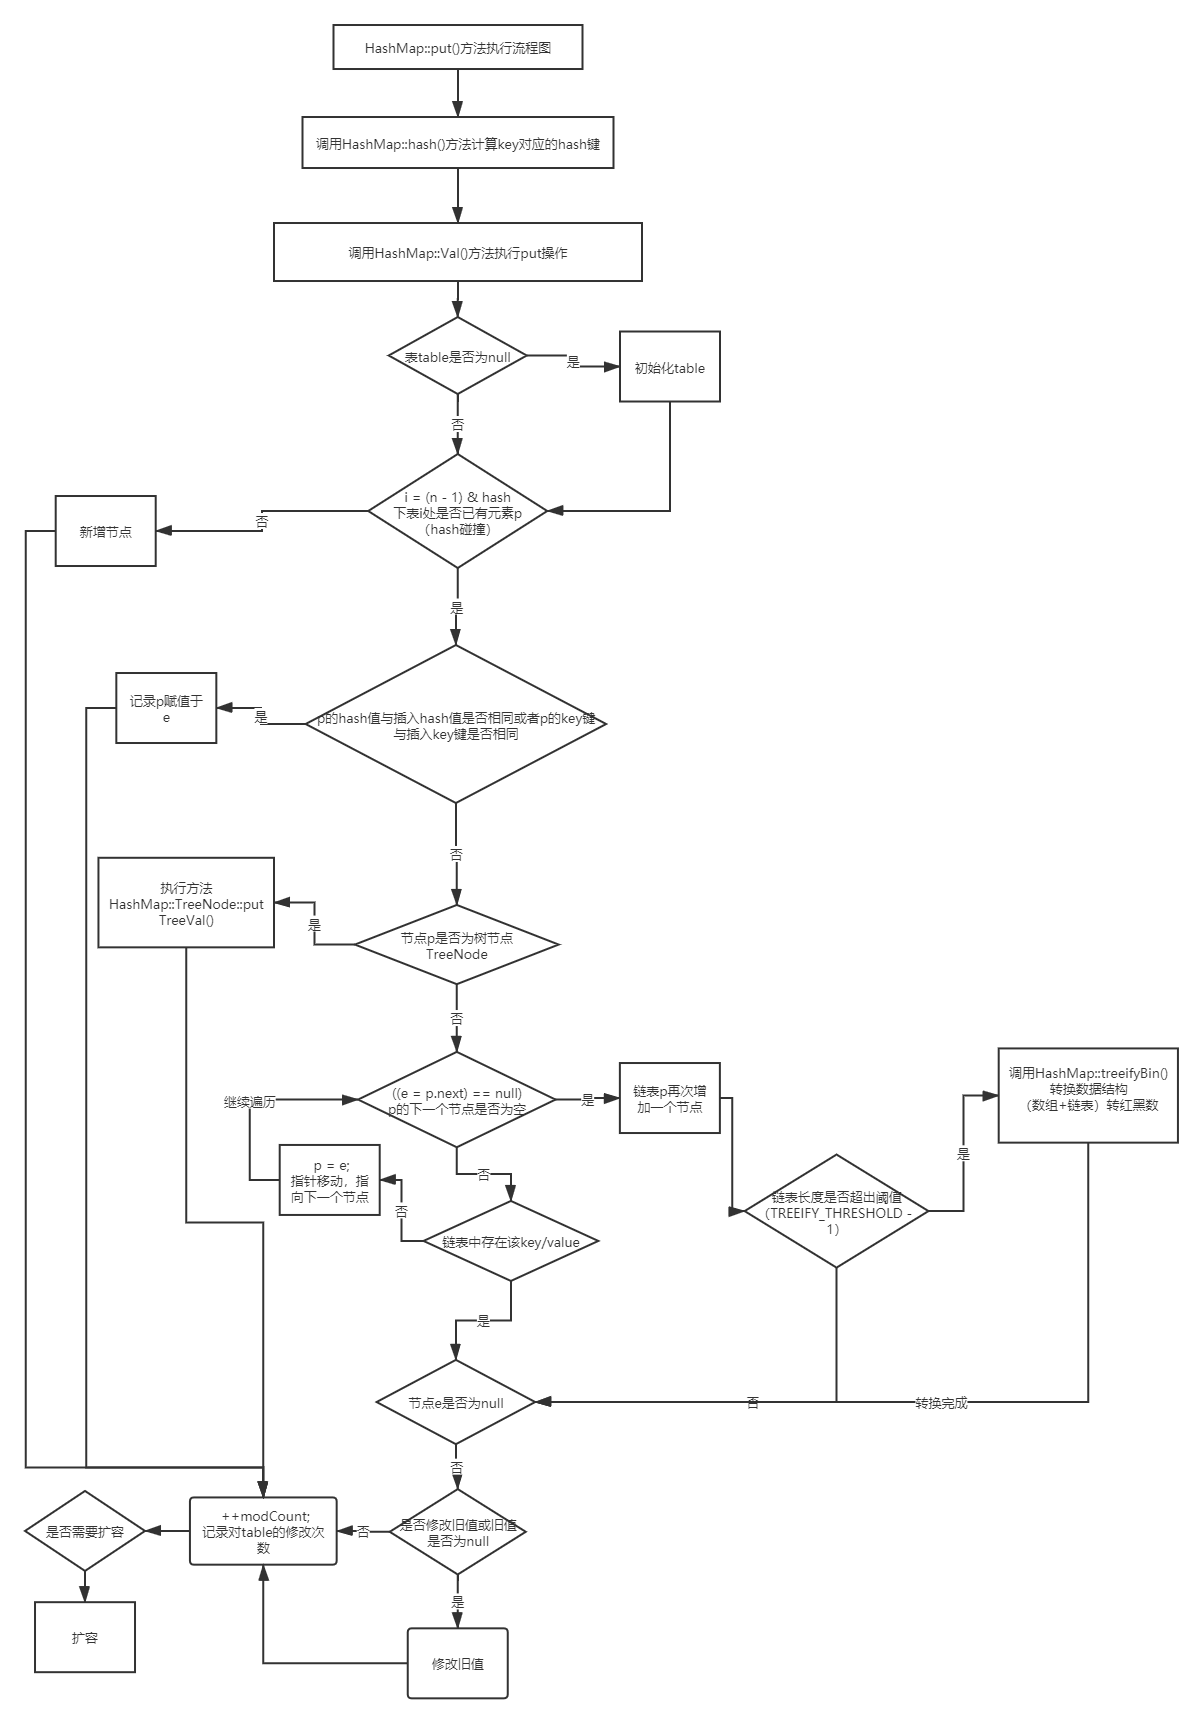 HashMap::put()方法执行流程图
调用HashMap::hash()方法计算key对应的hash键
调用HashMap::Val()方法执行put操作
表table是否为null
是
初始化table
否
i = (n - 1) & hash
下表i处是否已有元素p
（hash碰撞）
否
新增节点
是
记录p赋值于
e
是
p的hash值与插入hash值是否相同或者p的key键
与插入key键是否相同
否
执行方法
HashMap::TreeNode::put
TreeVal()
是
节点p是否为树节点
TreeNode
否
继续遍历
((e = p.next) == null)
p的下一个节点是否为空
是
链表p再次增
加一个节点
调用HashMap::treeifyBin()
转换数据结构
（数组+链表）转红黑数
是
p = e;
指针移动，指
向下一个节点
否
否
链表中存在该key/value
链表长度是否超出阈值
（TREEIFY_THRESHOLD -
1）
是
节点e是否为null
否
转换完成
否
是否需要扩容
++modCount;
记录对table的修改次
数
否
是否修改旧值或旧值
是否为null
是
扩容
修改旧值